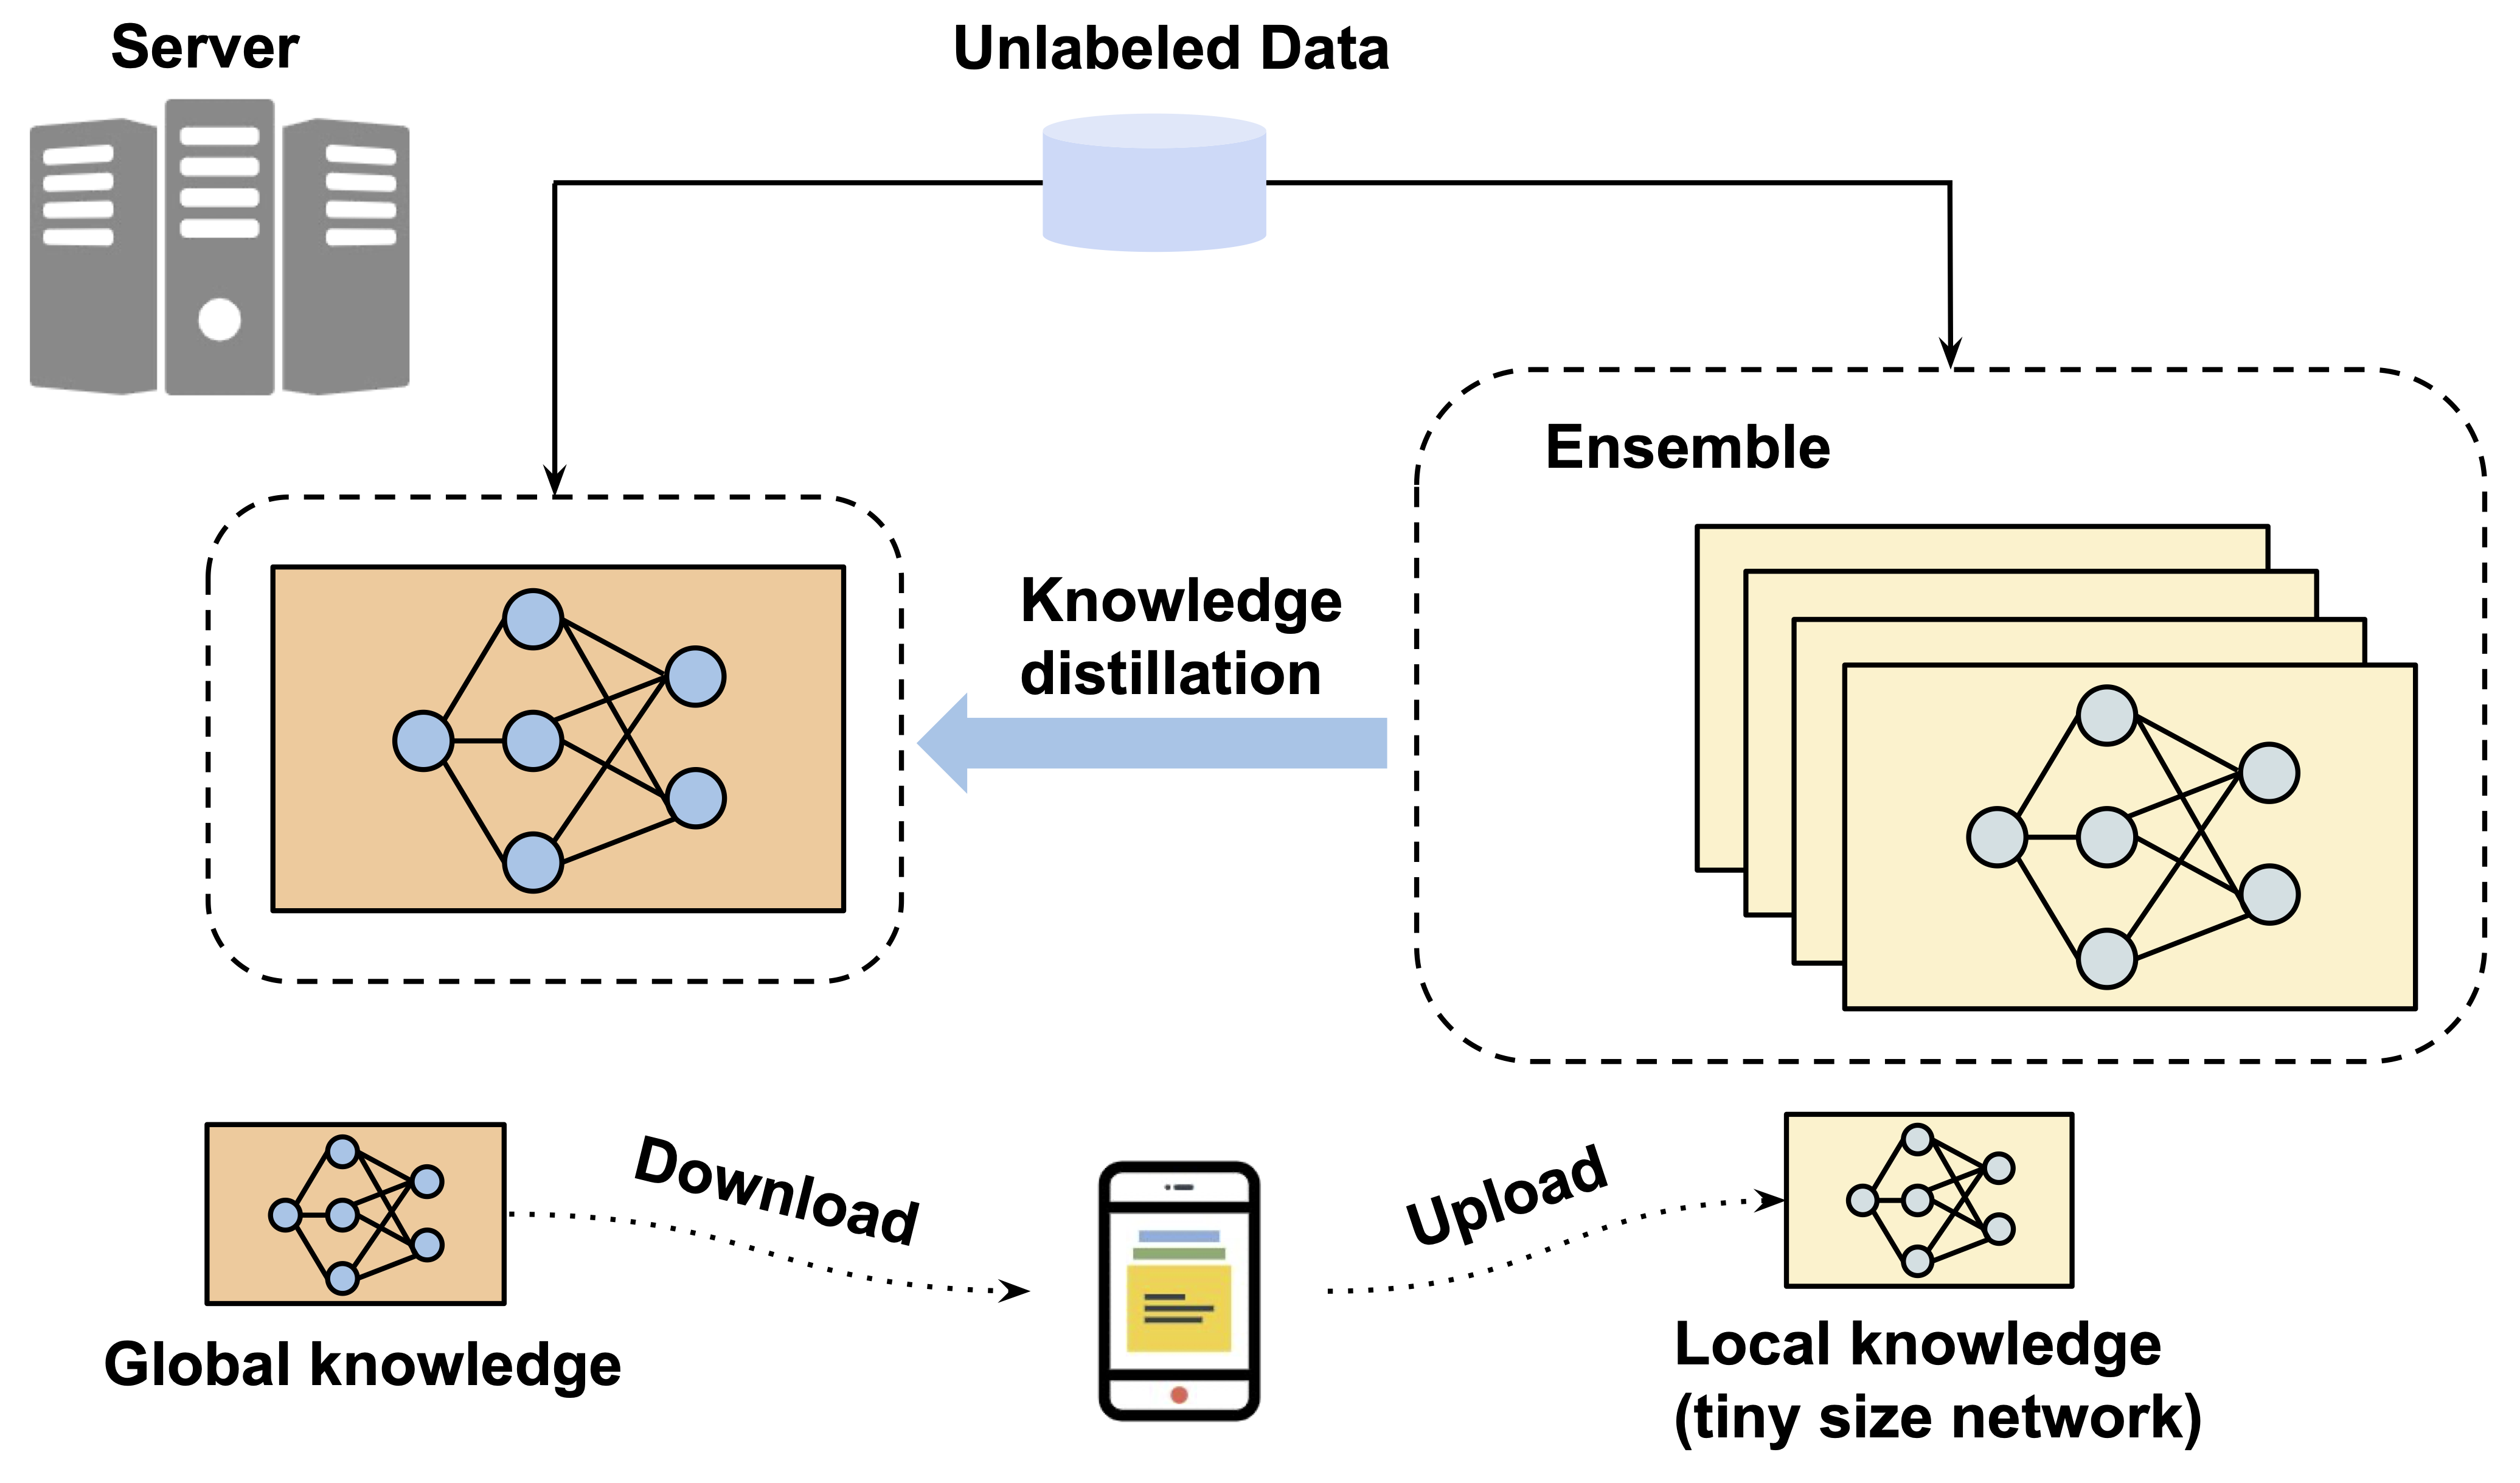 Server
Unlabeled Data
Ensemble
Knowledge
distillation
Download
Upload
Global knowledge
Local knowledge
(tiny size network)